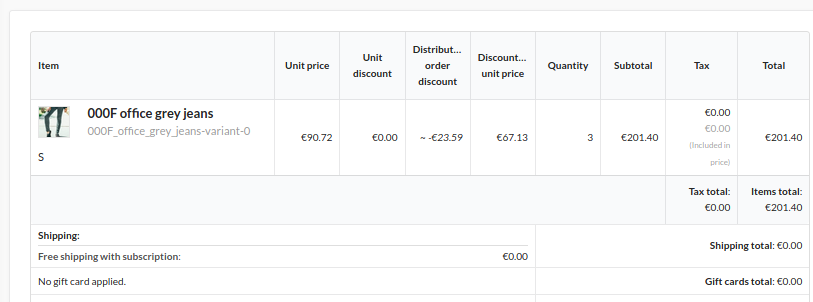 Item Unit price Unit discount Distribut... order discount Discount... unit price Quantity Subtotal Tax Total
000F office grey jeans
000F_office_grey_jeans-variant-0
S
€90.72 €0.00 ~ -€23.59 €67.13 3 €201.40 €0.00 €0.00 (Included in price) €201.40
Tax total: €0.00 Items total: €201.40
Shipping:
Free shipping with subscription: €0.00
Shipping total: €0.00
No gift card applied. Gift cards total: €0.00